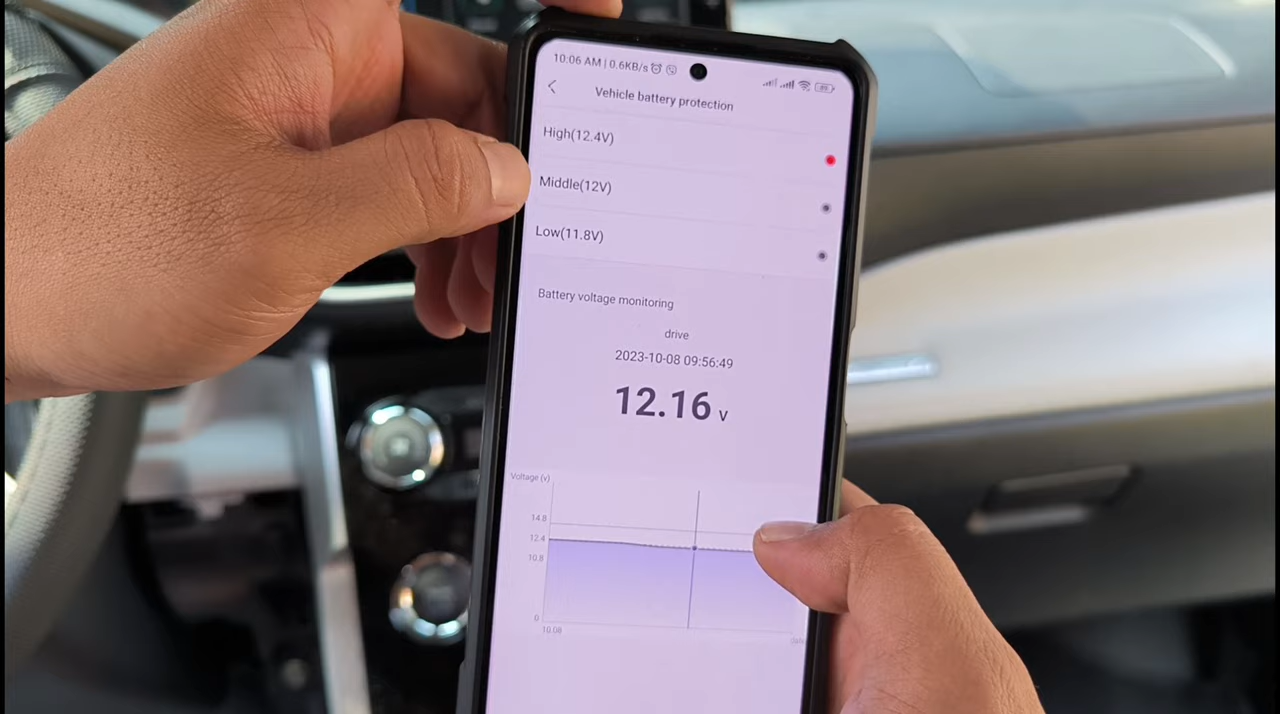 10:06 AM | 0.6KB/s
Vehicle battery protection
High(12.4V)
Middle(12V)
Low(11.8V)
Battery voltage monitoring
drive
2023-10-08 09:56:49
12.16 v
Voltage (v)
14.8
12.4
10.8
0
10.08